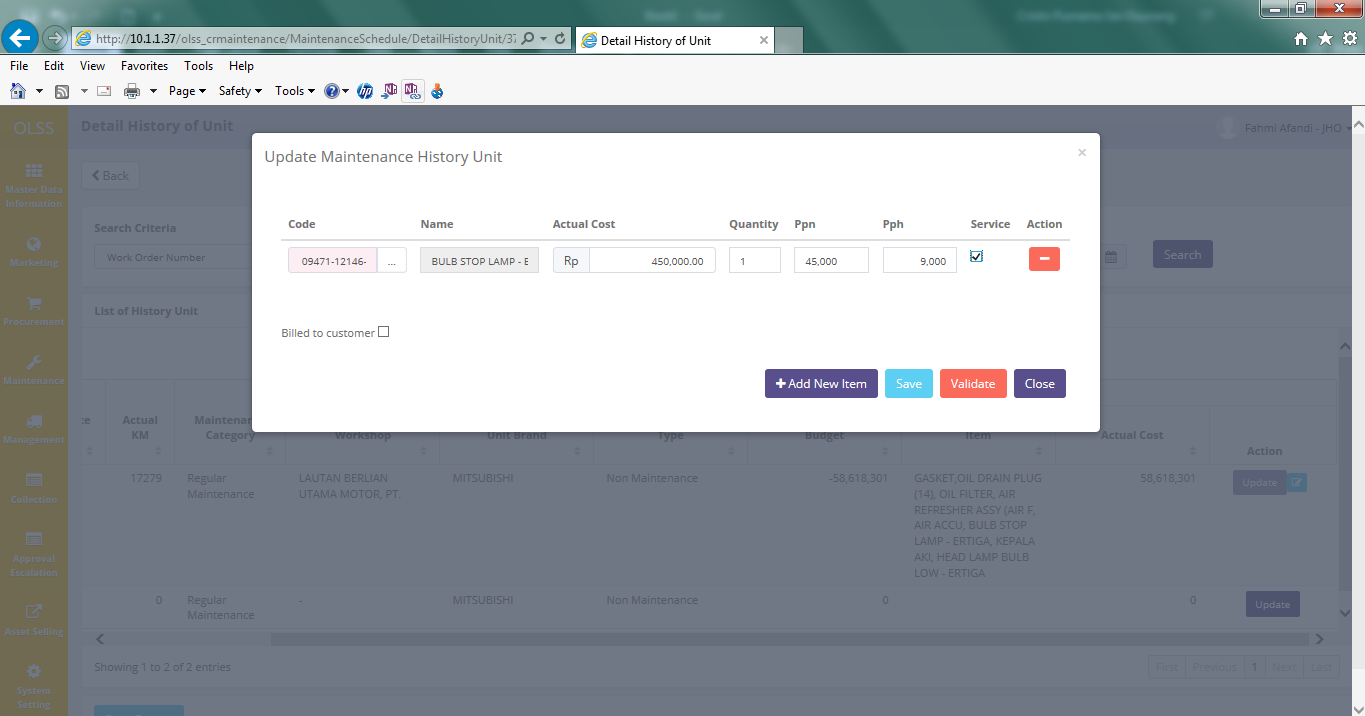 http://10.1.1.37/olss_crmaintenance/MaintenanceSchedule/DetailHistoryUnit/37
Detail History of Unit
File Edit View Favorites Tools Help
Page Safety Tools
OLSS
Detail History of Unit
Fahmi Afandi - JHO
Master Data
Information
Marketing
Procurement
Maintenance
Management
Collection
Approval
Escalation
Asset Selling
System
Setting
Back
Search Criteria
Work Order Number
Search
List of History Unit
Update Maintenance History Unit
×
Code Name Actual Cost Quantity Ppn Pph Service Action
09471-12146- ... BULB STOP LAMP - E Rp 450,000.00 1 45,000 9,000
Billed to customer
Add New Item Save Validate Close
Actual
KM
Category
Workshop
Unit Brand
Type
Budget
Item
Actual Cost
Action
17279 Regular LAUTAN BERLIAN MITSUBISHI Non Maintenance -58,618,301 GASKET,OIL DRAIN PLUG 58,618,301 Update
Maintenance UTAMA MOTOR, PT. (14), OIL FILTER, AIR
REFRESHER ASSY (AIR F,
AIR ACCU, BULB STOP
LAMP - ERTIGA, KEPALA
AKI, HEAD LAMP BULB
LOW - ERTIGA
0 Regular - MITSUBISHI Non Maintenance 0 0 Update
Maintenance
Showing 1 to 2 of 2 entries
First Previous 1 Next Last